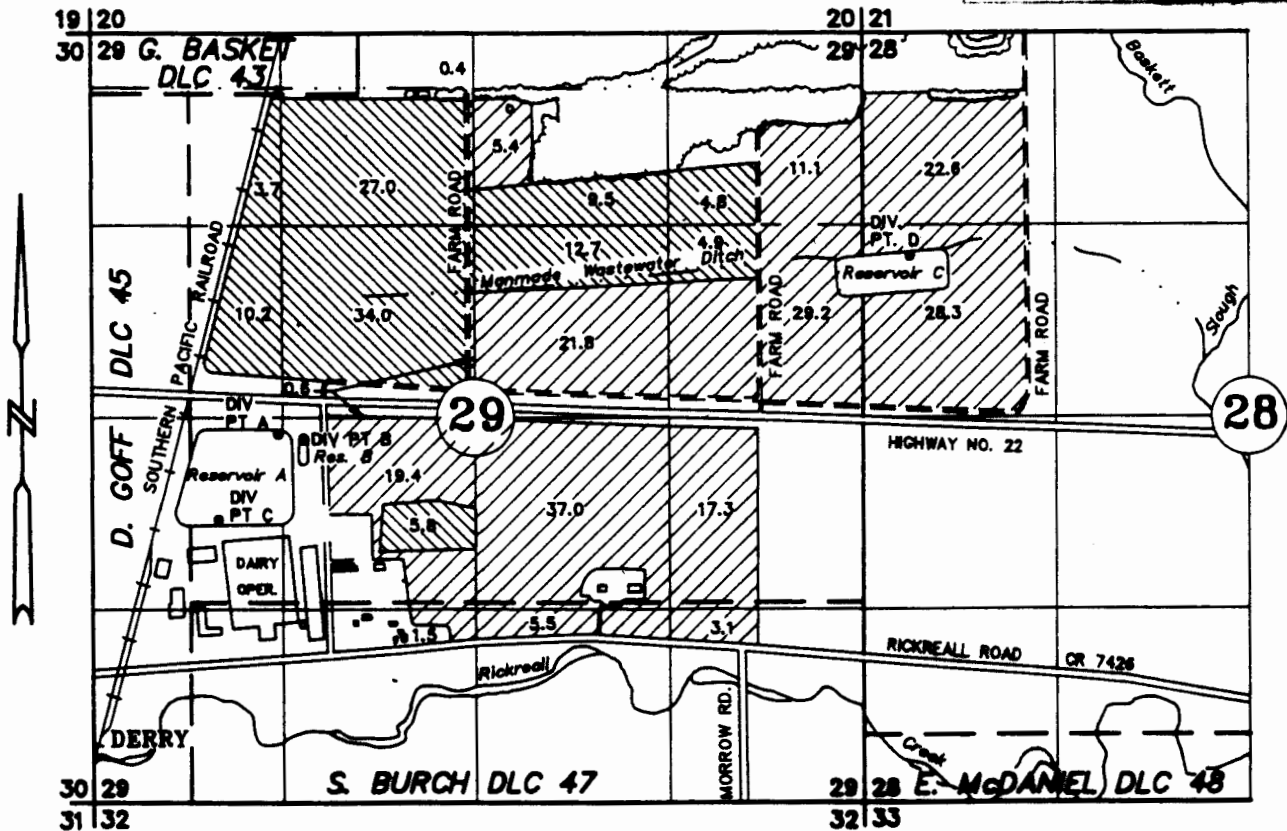 19 20
20 21
30 29
29 28
G. BASKET
DLC 43
0.4
Baskett
Slough
5.4
3.7
27.0
9.5
4.8
11.1
22.6
FARM ROAD
12.7
4.9
Manmade Wastewater Ditch
DIV
PT. D
Reservoir C
SOUTHERN PACIFIC RAILROAD
D. GOFF DLC 45
10.2
34.0
21.8
FARM ROAD
29.2
28.3
FARM ROAD
0.6
N
29
28
HIGHWAY NO. 22
DIV
PT A
DIV PT B
Res. B
Reservoir A
DIV
PT C
19.4
5.8
37.0
17.3
DAIRY
OPER.
1.5
5.5
3.1
RICKREALL ROAD
CR 7426
Rickreall
Creek
MORROW RD.
DERRY
S. BURCH DLC 47
E. McDANIEL DLC 48
30 29
29 28
31 32
32 33